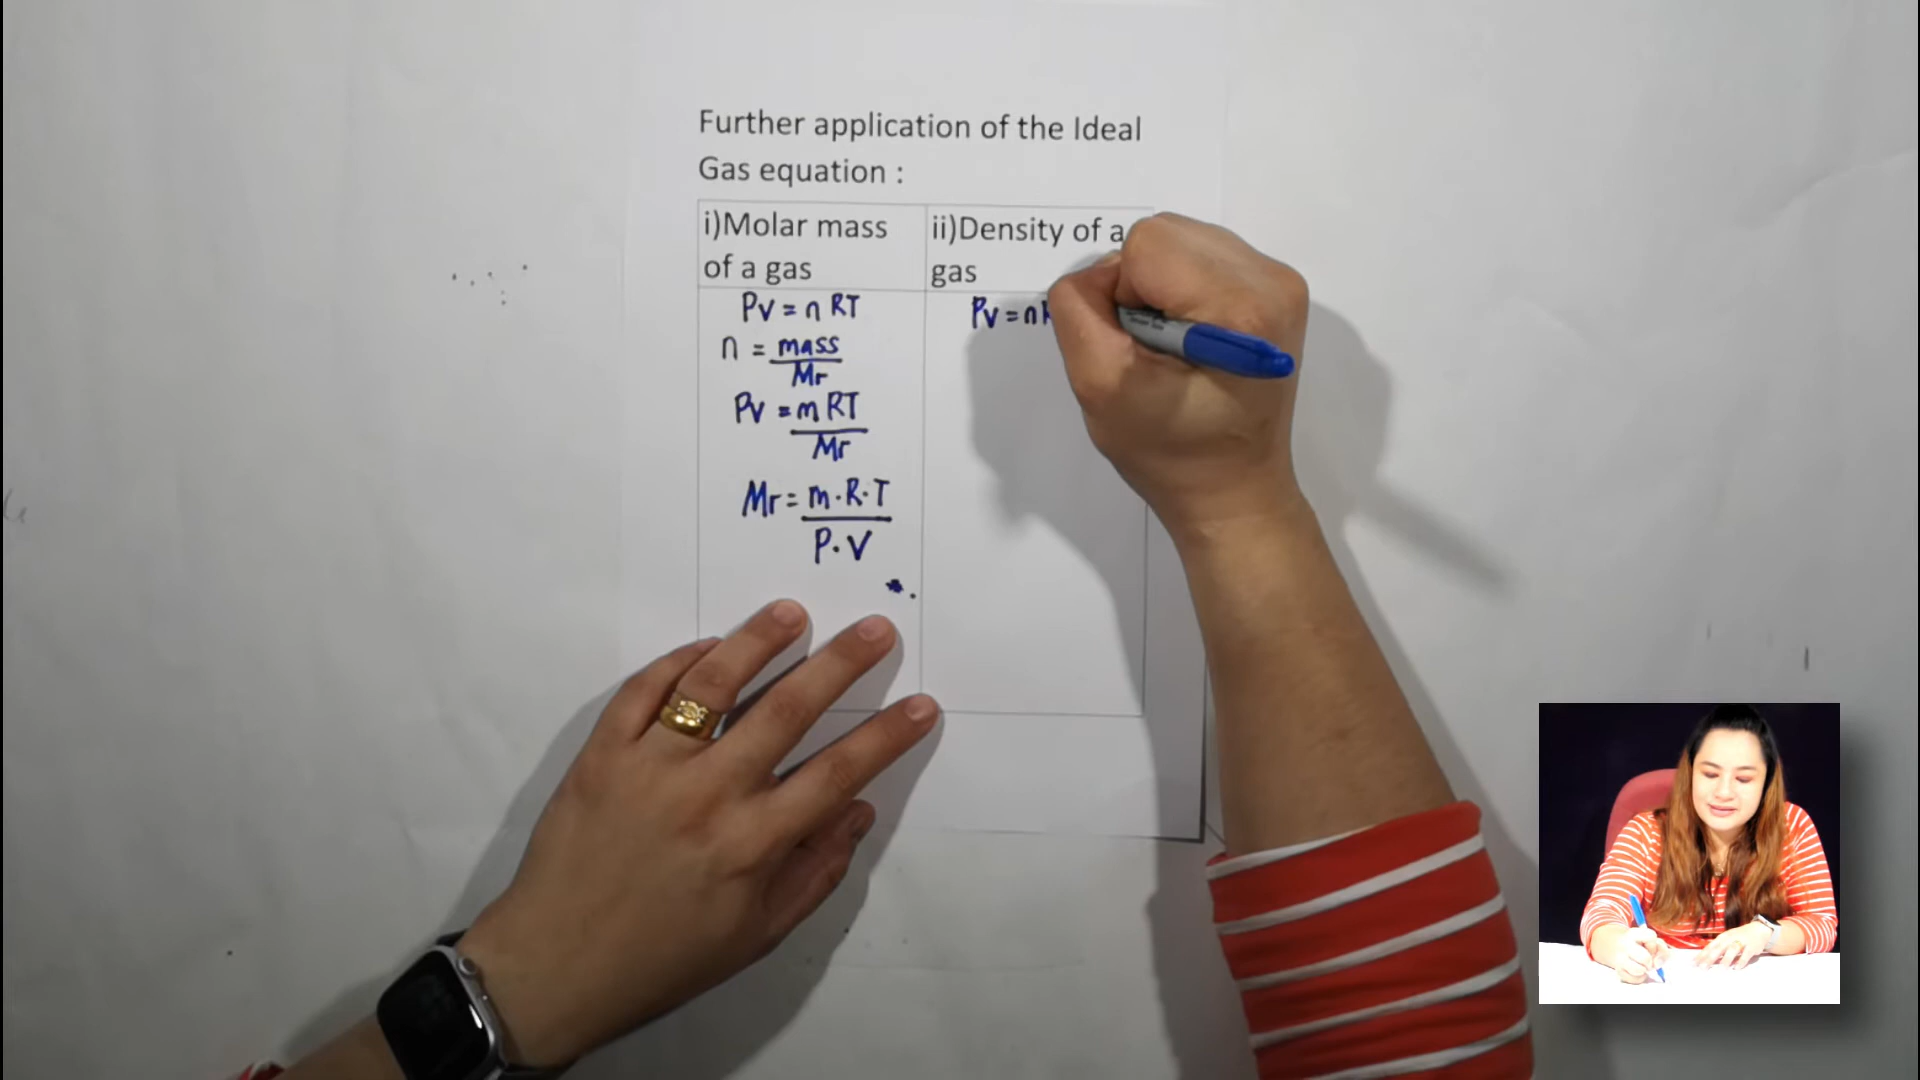 Further application of the Ideal
Gas equation :
i)Molar mass
of a gas
PV = n RT
n = mass
Mr
PV = m RT
Mr
Mr = m·R·T
P·V
ii)Density of a
gas
PV = n